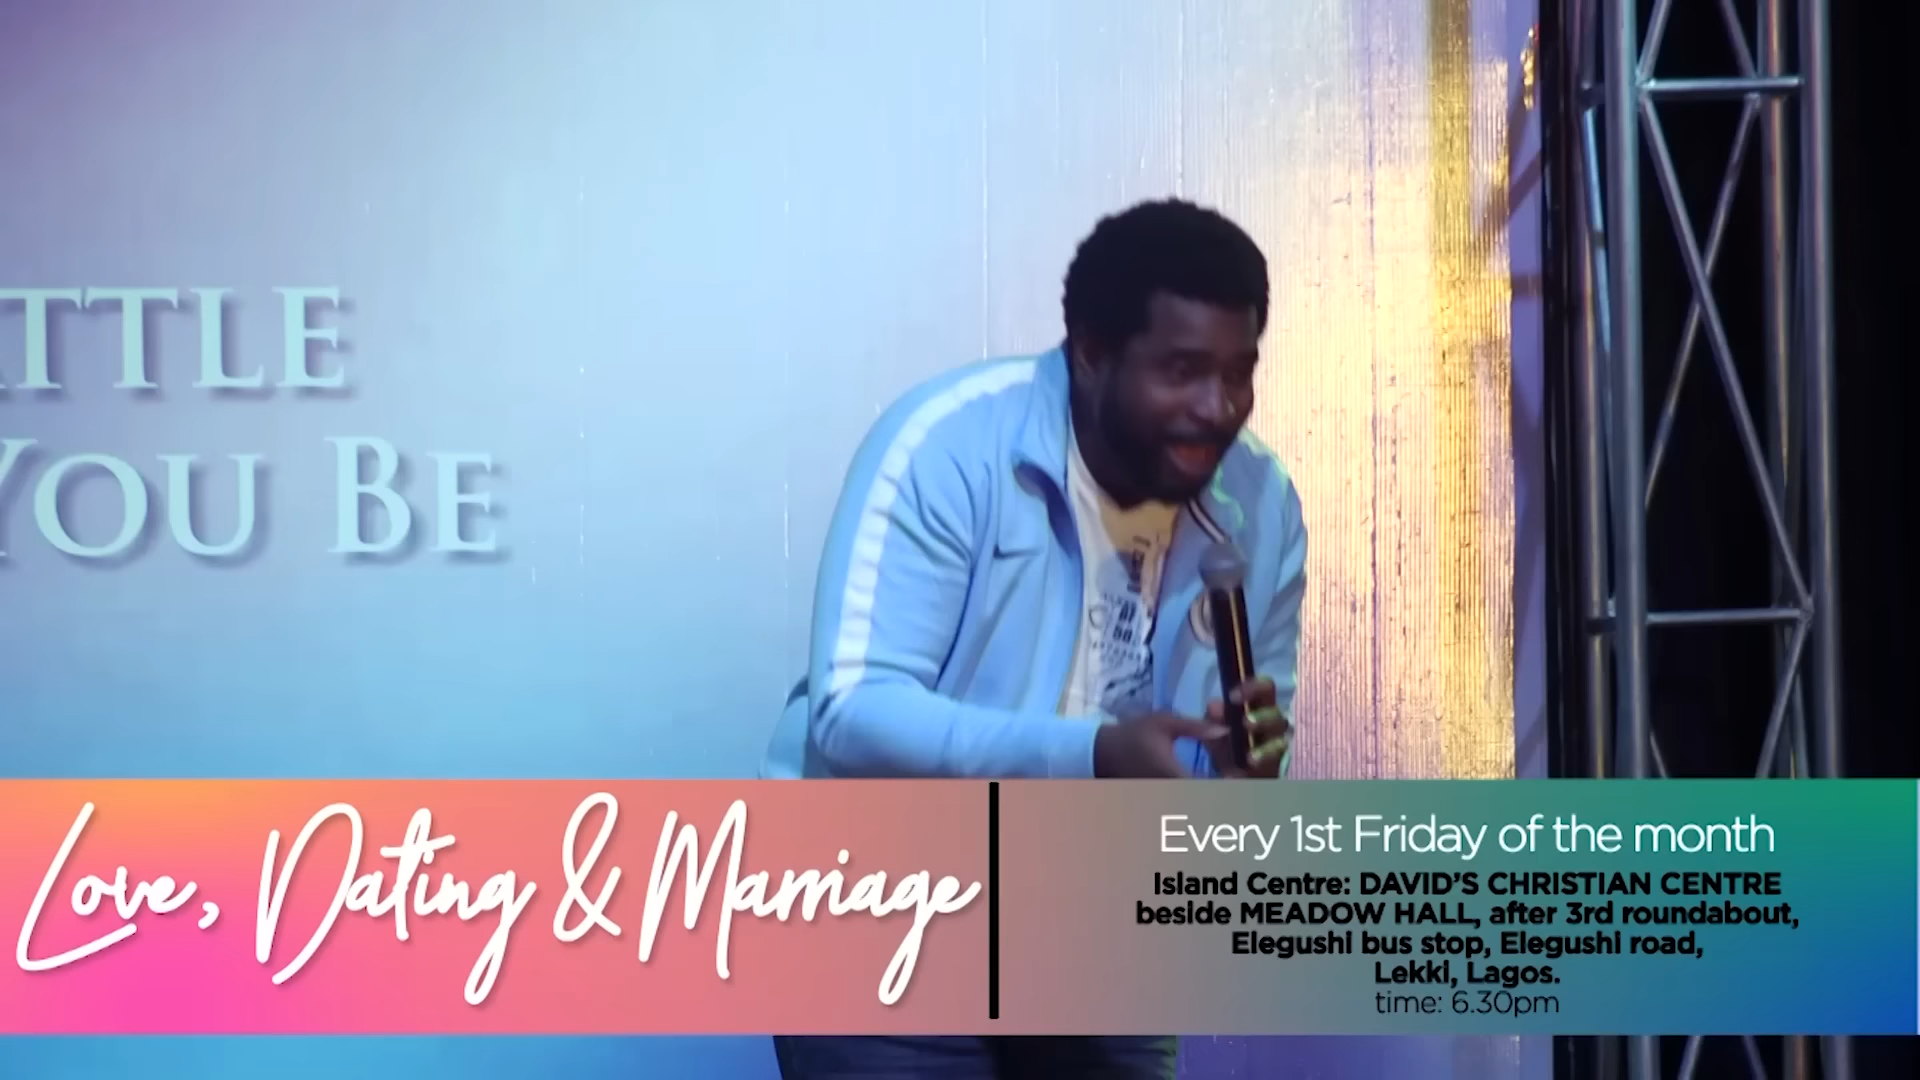 TTLE
YOU BE
Love, Dating & Marriage
Every 1st Friday of the month
Island Centre: DAVID'S CHRISTIAN CENTRE
beside MEADOW HALL, after 3rd roundabout,
Elegushi bus stop, Elegushi road,
Lekki, Lagos.
time: 6.30pm